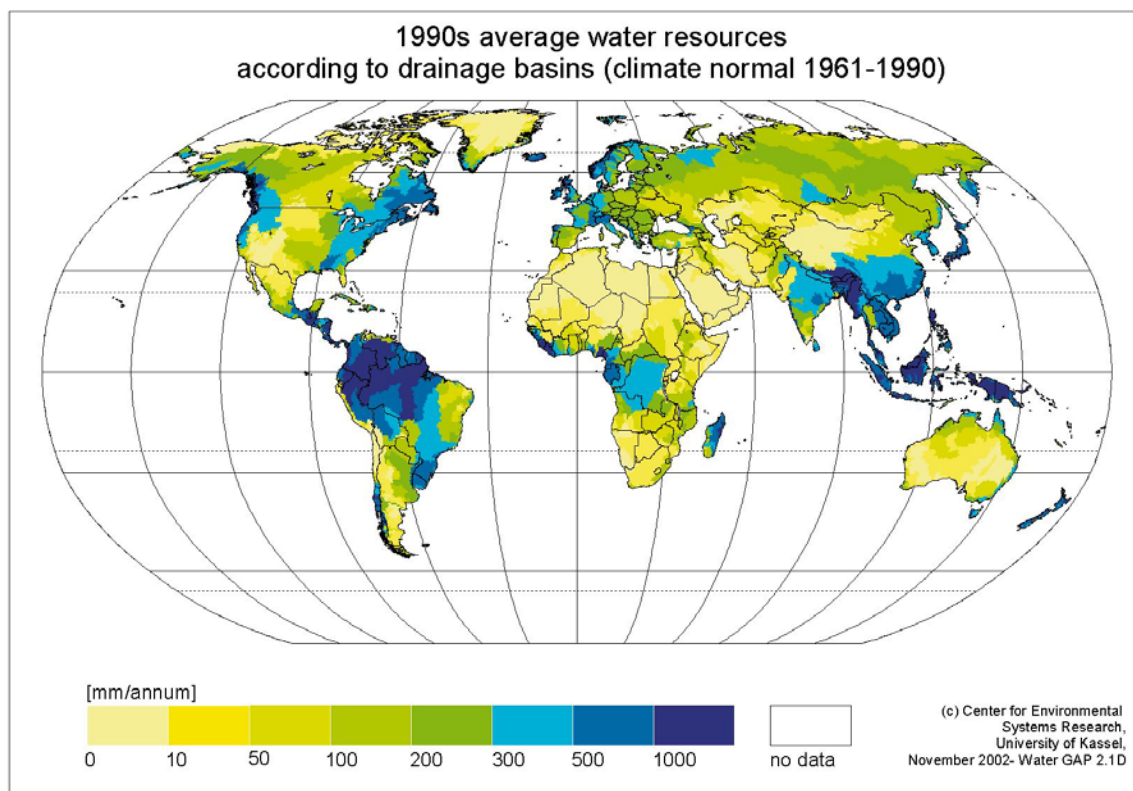 1990s average water resources
according to drainage basins (climate normal 1961-1990)
[mm/annum]
0 10 50 100 200 300 500 1000 no data
(c) Center for Environmental
Systems Research,
University of Kassel,
November 2002- Water GAP 2.1D